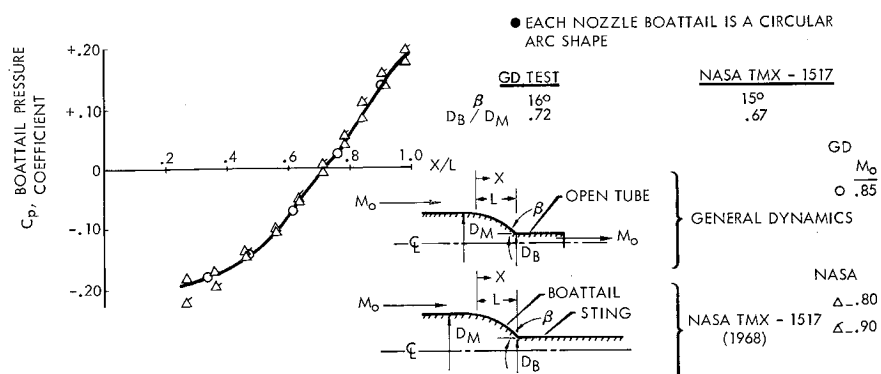 ● EACH NOZZLE BOATTAIL IS A CIRCULAR
ARC SHAPE
GD TEST
NASA TMX - 1517
β 16° 15°
D_B / D_M .72 .67
C_p, BOATTAIL PRESSURE
COEFFICIENT
+.20
+.10
0
-.10
-.20
.2 .4 .6 .8 1.0 X/L
X
L
M_o
β
OPEN TUBE
D_M
D_B
M_o
℄
GENERAL DYNAMICS
GD
M_o
○ .85
X
L
M_o
BOATTAIL
β
STING
D_M
D_B
℄
NASA TMX - 1517
(1968)
NASA
△ .80
.90